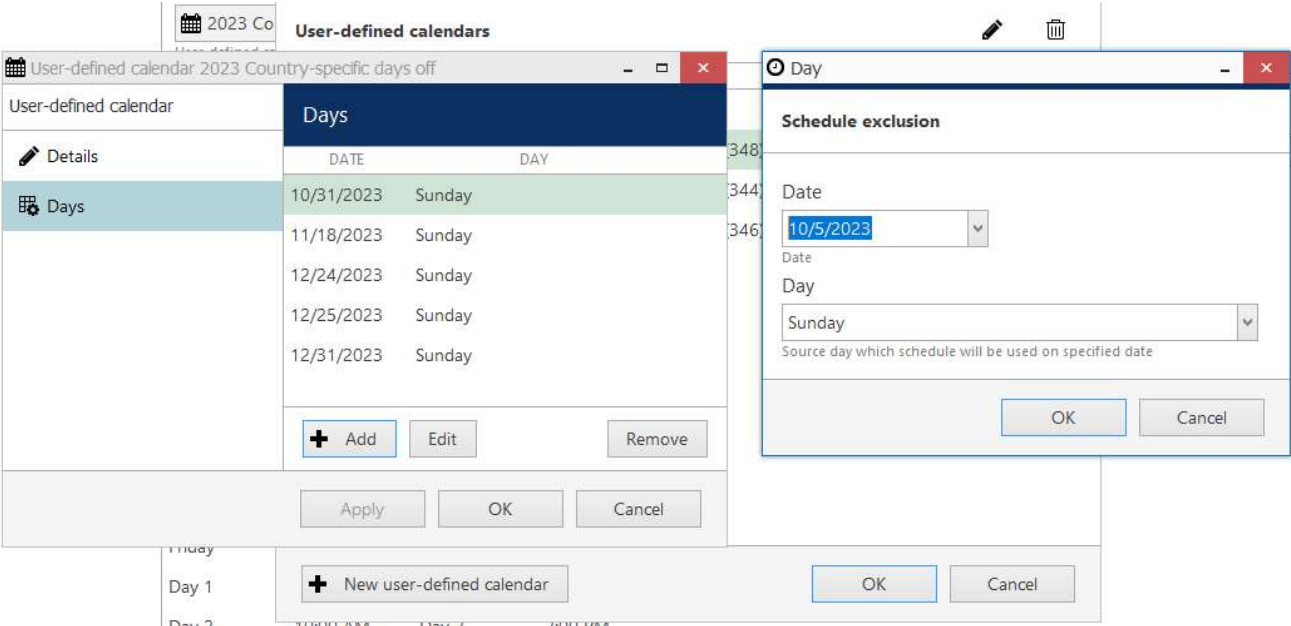 2023 Co
User-defined calendars
User-defined calendar 2023 Country-specific days off
User-defined calendar
Details
Days
Days
DATE DAY
10/31/2023 Sunday
11/18/2023 Sunday
12/24/2023 Sunday
12/25/2023 Sunday
12/31/2023 Sunday
Add Edit Remove
Apply OK Cancel
(348)
(344)
(346)
Day
Schedule exclusion
Date
10/5/2023
Date
Day
Sunday
Source day which schedule will be used on specified date
OK Cancel
Friday
Day 1
New user-defined calendar OK Cancel